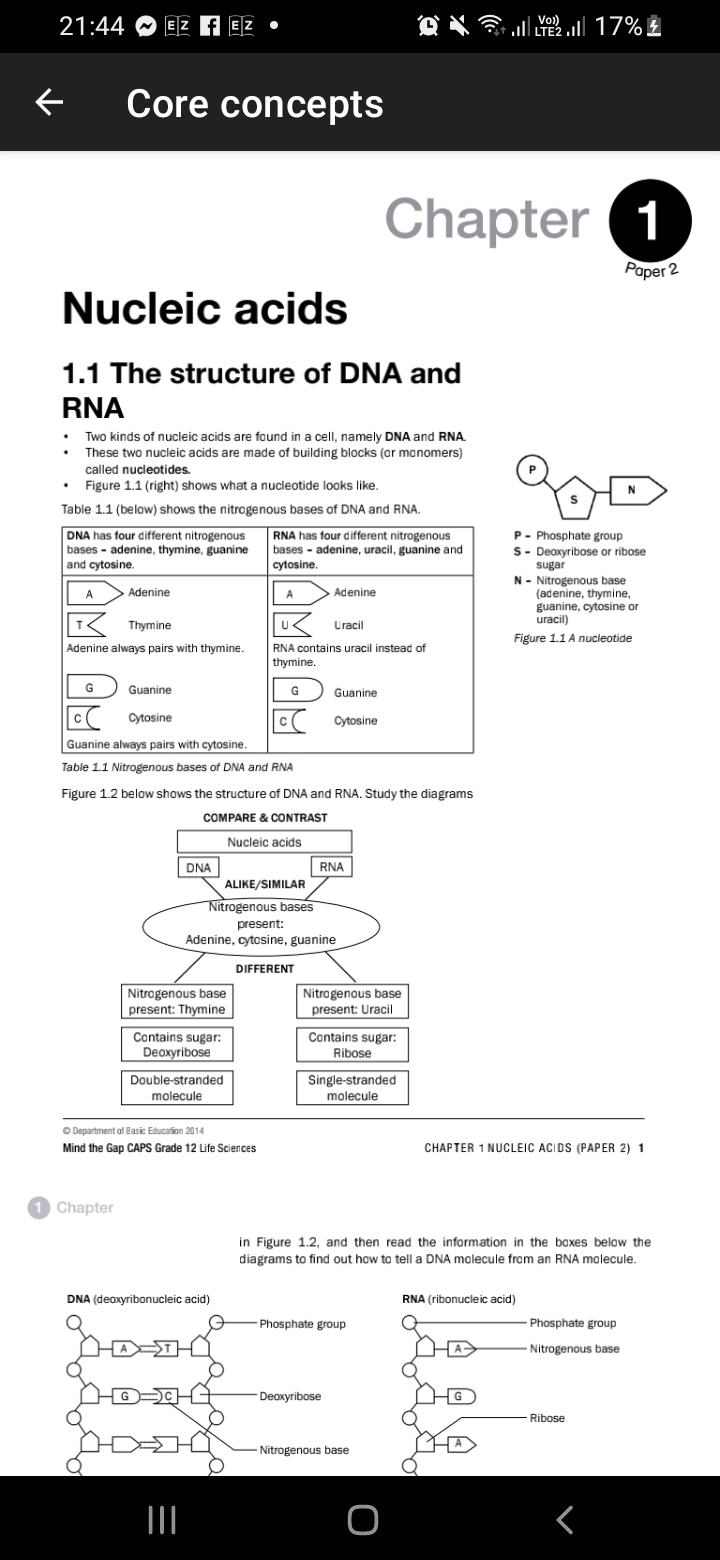 21:44 EZ EZ • Vo)) LTE2 17%
Core concepts
Chapter 1
Paper 2
Nucleic acids
1.1 The structure of DNA and
RNA
• Two kinds of nucleic acids are found in a cell, namely DNA and RNA.
• These two nucleic acids are made of building blocks (or monomers)
called nucleotides.
• Figure 1.1 (right) shows what a nucleotide looks like.
Table 1.1 (below) shows the nitrogenous bases of DNA and RNA.
DNA has four different nitrogenous
bases – adenine, thymine, guanine
and cytosine.
A Adenine
T Thymine
Adenine always pairs with thymine.
G Guanine
C Cytosine
Guanine always pairs with cytosine.
RNA has four different nitrogenous
bases – adenine, uracil, guanine and
cytosine.
A Adenine
U Uracil
RNA contains uracil instead of
thymine.
G Guanine
C Cytosine
Table 1.1 Nitrogenous bases of DNA and RNA
P
S
N
P – Phosphate group
S – Deoxyribose or ribose
sugar
N – Nitrogenous base
(adenine, thymine,
guanine, cytosine or
uracil)
Figure 1.1 A nucleotide
Figure 1.2 below shows the structure of DNA and RNA. Study the diagrams
COMPARE & CONTRAST
Nucleic acids
DNA RNA
ALIKE/SIMILAR
Nitrogenous bases
present:
Adenine, cytosine, guanine
DIFFERENT
Nitrogenous base
present: Thymine
Nitrogenous base
present: Uracil
Contains sugar:
Deoxyribose
Contains sugar:
Ribose
Double-stranded
molecule
Single-stranded
molecule
© Department of Basic Education 2014
Mind the Gap CAPS Grade 12 Life Sciences
CHAPTER 1 NUCLEIC ACIDS (PAPER 2) 1
1 Chapter
in Figure 1.2, and then read the information in the boxes below the
diagrams to find out how to tell a DNA molecule from an RNA molecule.
DNA (deoxyribonucleic acid)
Phosphate group
A T
G C
Deoxyribose
Nitrogenous base
RNA (ribonucleic acid)
Phosphate group
A Nitrogenous base
G
Ribose
A